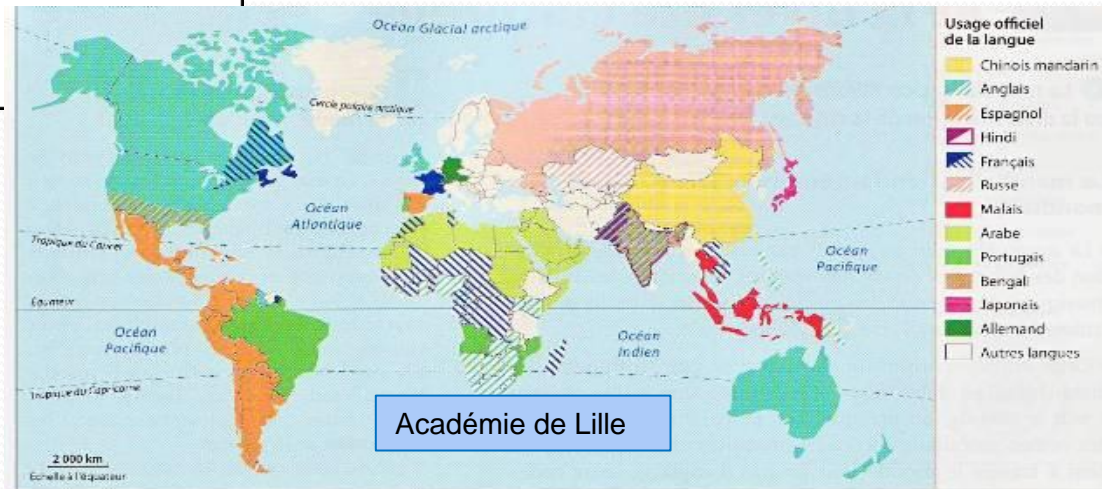 Océan Glacial arctique
Cercle polaire arctique
Océan
Atlantique
Tropique du Cancer
Océan
Pacifique
Équateur
Océan
Pacifique
Océan
Indien
Tropique du Capricorne
Académie de Lille
2 000 km
Échelle à l'équateur
Usage officiel
de la langue
Chinois mandarin
Anglais
Espagnol
Hindi
Français
Russe
Malais
Arabe
Portugais
Bengali
Japonais
Allemand
Autres langues